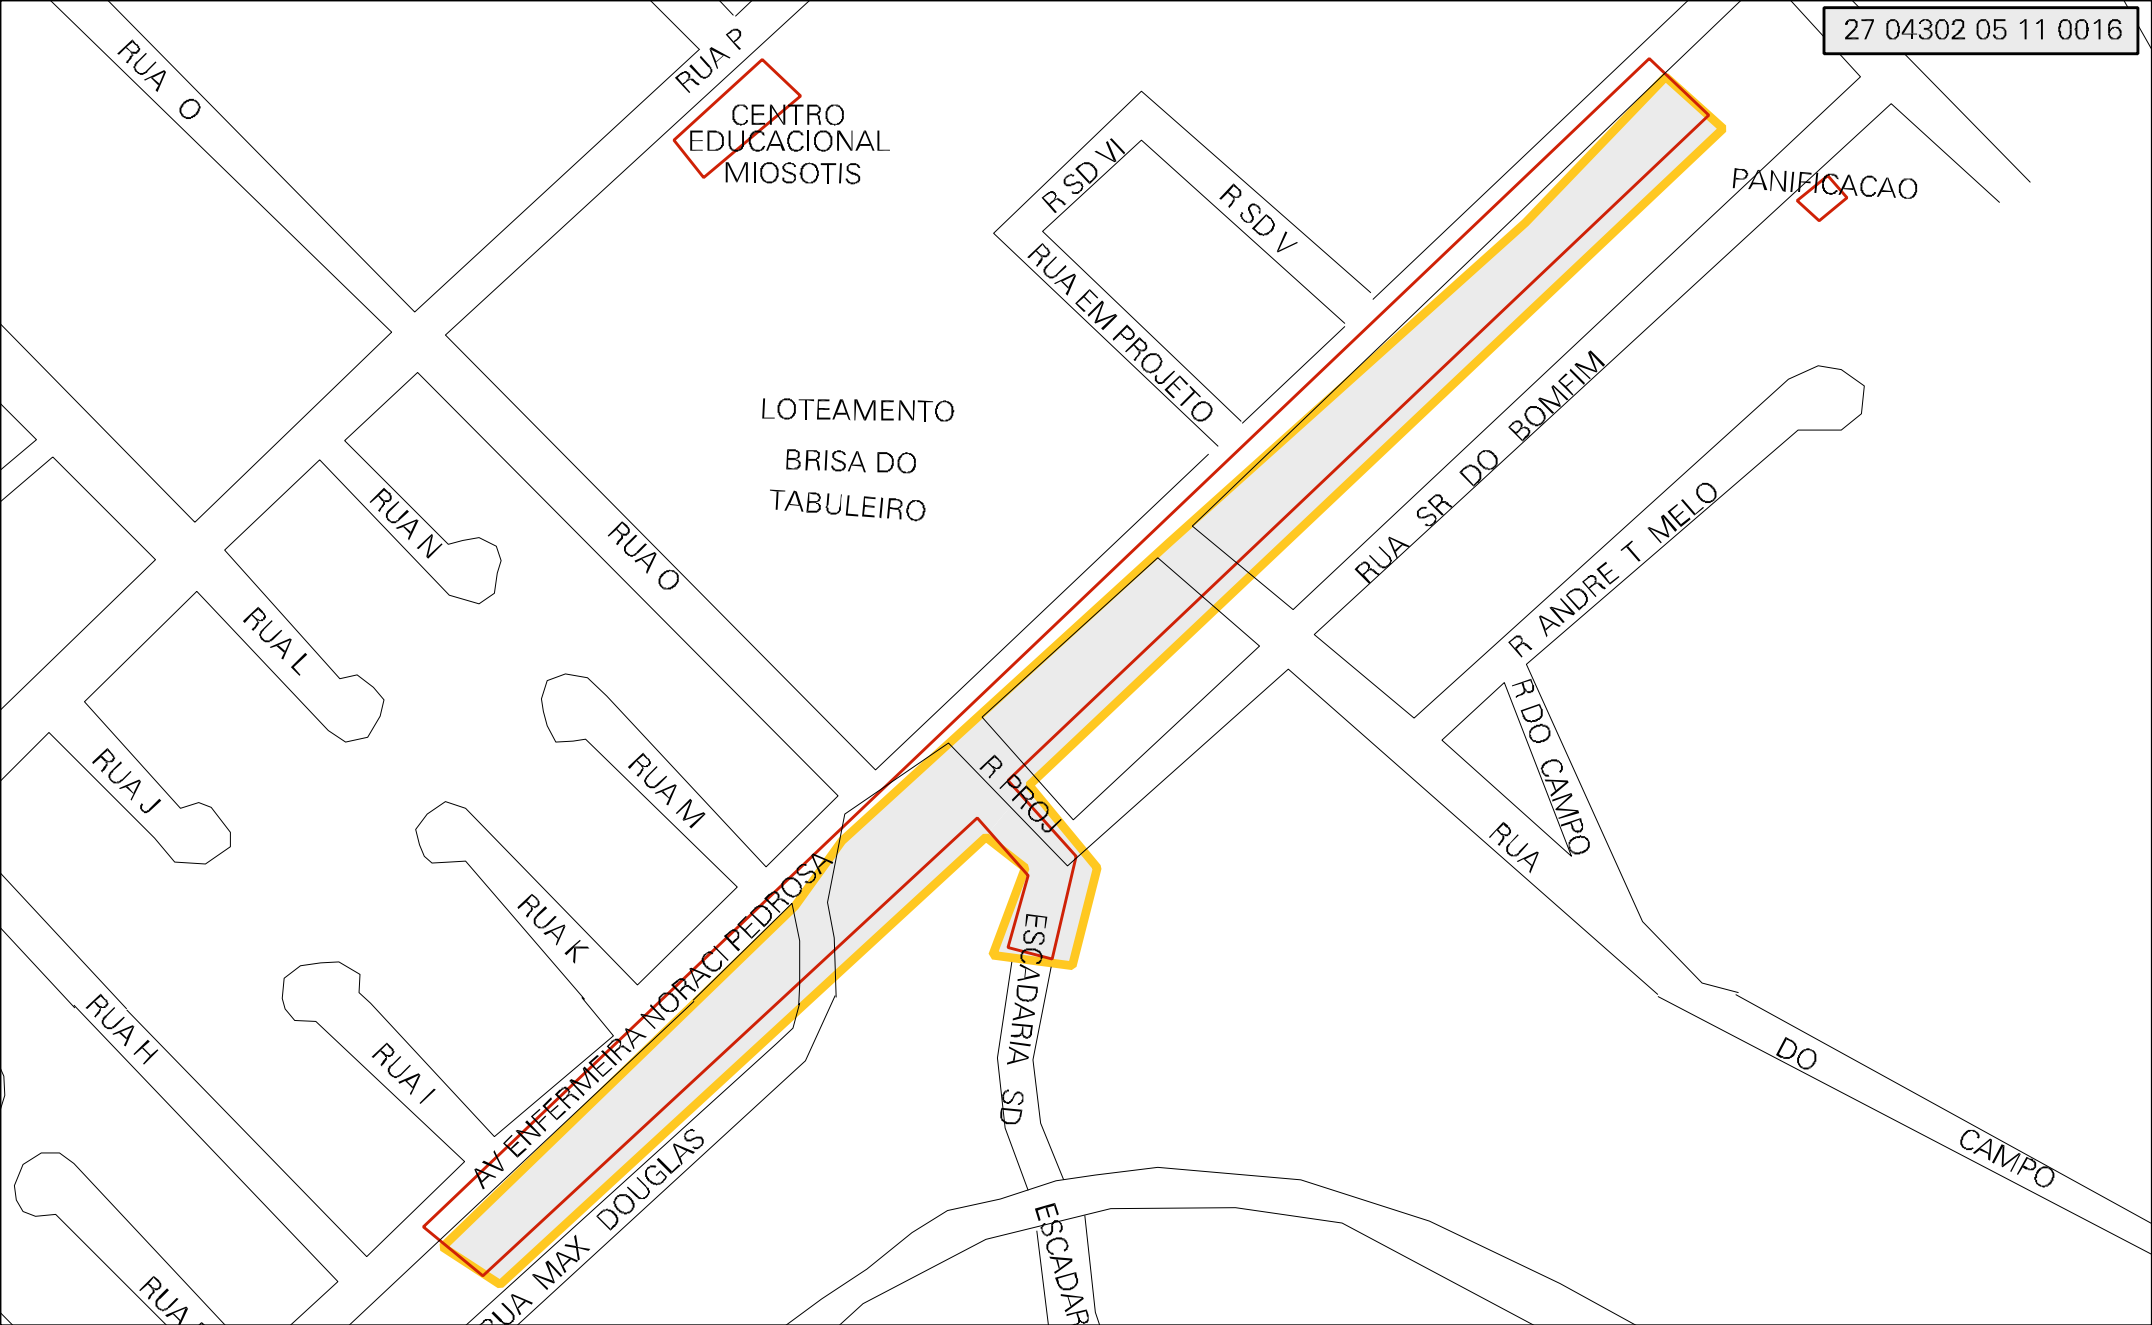 27 04302 05 11 0016
RUA O
RUA P
CENTRO
EDUCACIONAL
MIOSOTIS
R SD VI
R SD V
PANIFICACAO
RUA EM PROJETO
LOTEAMENTO
BRISA DO
TABULEIRO
RUA SR DO BOMFIM
RUA N
RUA O
R ANDRE T MELO
RUA L
R DO CAMPO
RUA J
RUA M
R PROJ
RUA DO CAMPO
AV ENFERMEIRA NORACI PEDROSA
RUA K
ESCADARIA SD
RUA H
RUA I
RUA MAX DOUGLAS
ESCADAR
RUA